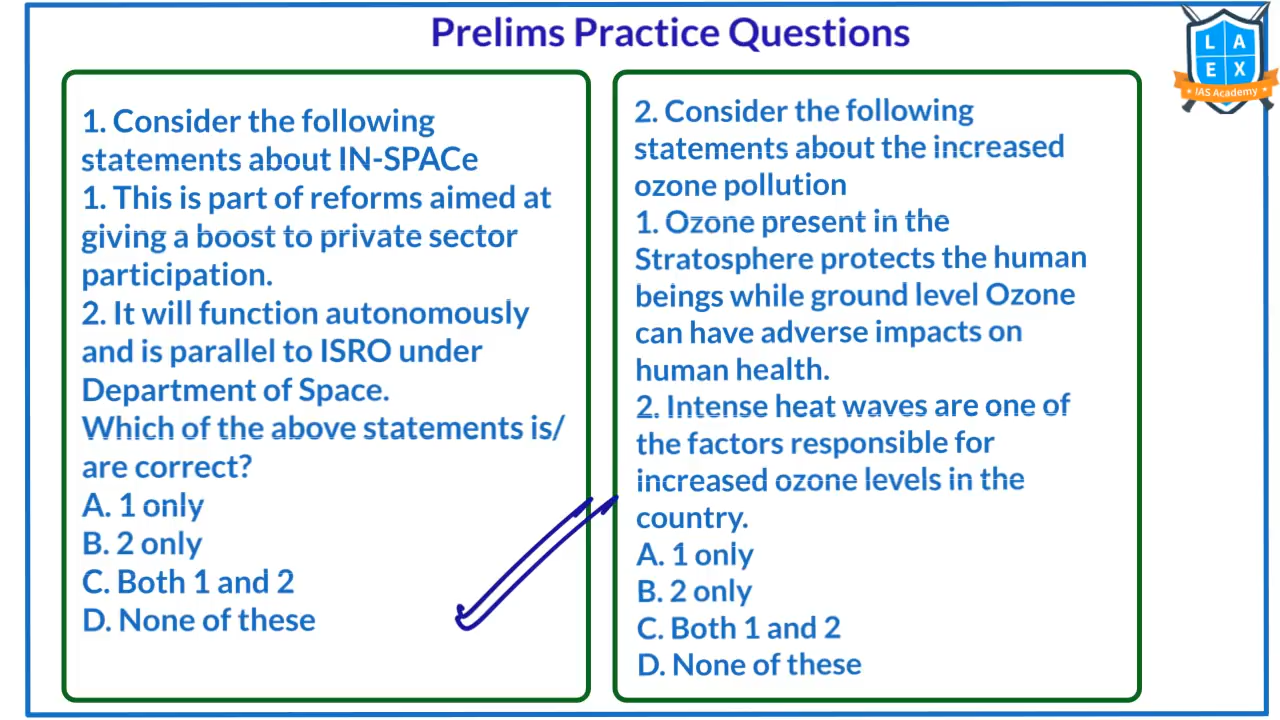 Prelims Practice Questions
L A
E X
IAS Academy
1. Consider the following
statements about IN-SPACe
1. This is part of reforms aimed at
giving a boost to private sector
participation.
2. It will function autonomously
and is parallel to ISRO under
Department of Space.
Which of the above statements is/
are correct?
A. 1 only
B. 2 only
C. Both 1 and 2
D. None of these
2. Consider the following
statements about the increased
ozone pollution
1. Ozone present in the
Stratosphere protects the human
beings while ground level Ozone
can have adverse impacts on
human health.
2. Intense heat waves are one of
the factors responsible for
increased ozone levels in the
country.
A. 1 only
B. 2 only
C. Both 1 and 2
D. None of these